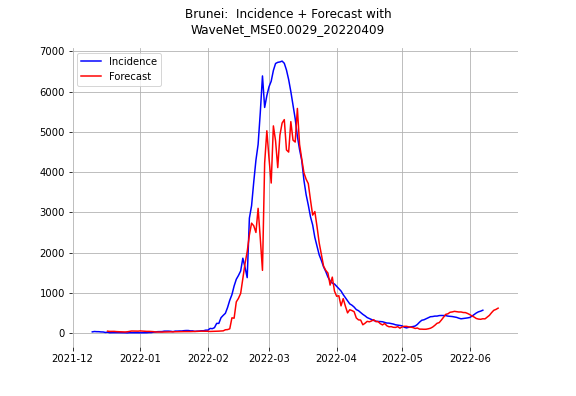 Brunei:  Incidence + Forecast with
WaveNet_MSE0.0029_20220409
7000
6000
5000
4000
3000
2000
1000
0
Incidence
Forecast
2021-12 2022-01 2022-02 2022-03 2022-04 2022-05 2022-06